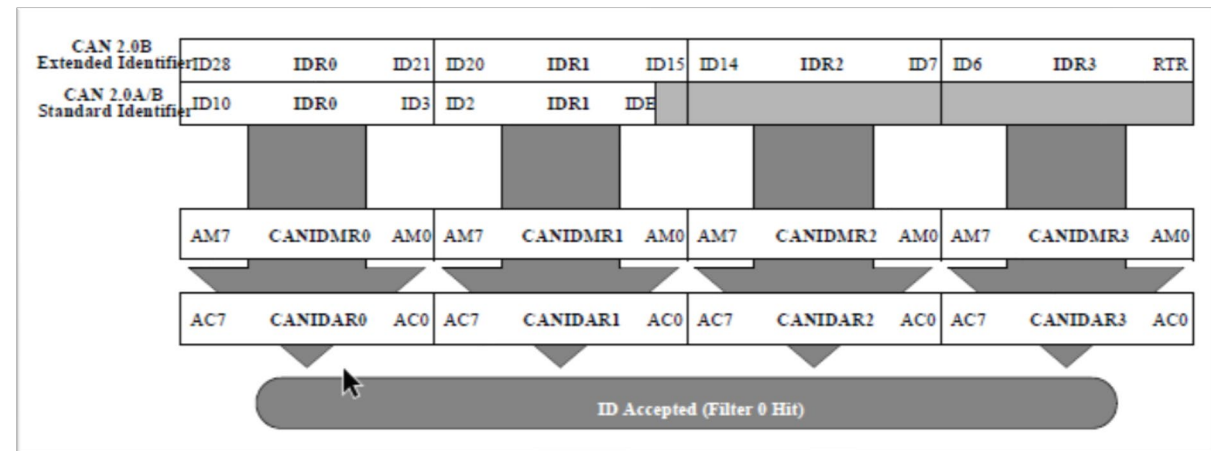 CAN 2.0B
Extended Identifier ID28 IDR0 ID21 ID20 IDR1 ID15 ID14 IDR2 ID7 ID6 IDR3 RTR
CAN 2.0A/B
Standard Identifier ID10 IDR0 ID3 ID2 IDR1 IDE
AM7 CANIDMR0 AM0 AM7 CANIDMR1 AM0 AM7 CANIDMR2 AM0 AM7 CANIDMR3 AM0
AC7 CANIDAR0 AC0 AC7 CANIDAR1 AC0 AC7 CANIDAR2 AC0 AC7 CANIDAR3 AC0
ID Accepted (Filter 0 Hit)